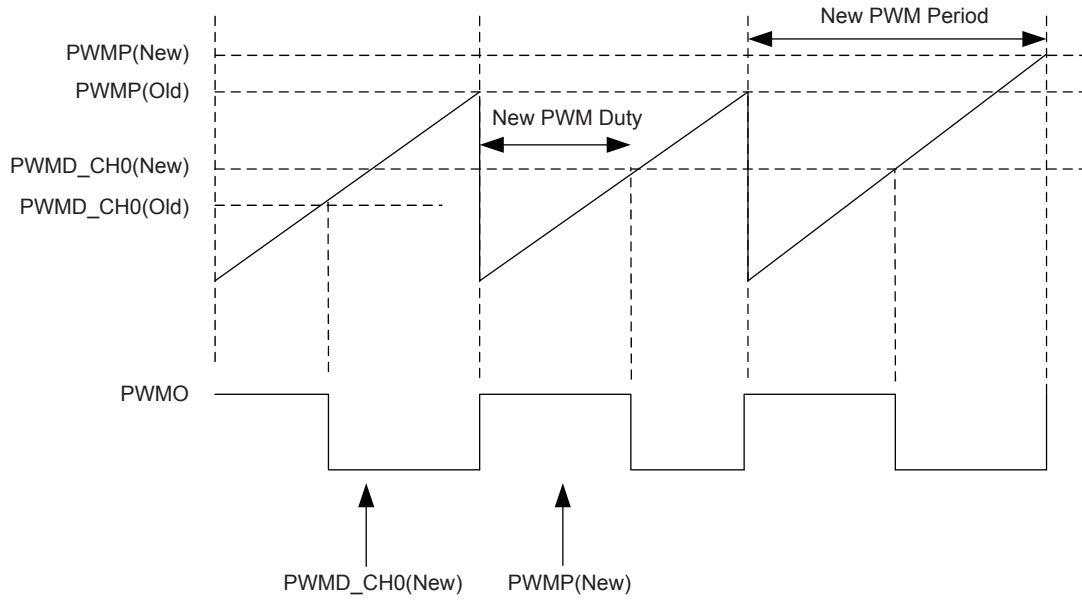 New PWM Period
PWMP(New)
PWMP(Old)
New PWM Duty
PWMD_CH0(New)
PWMD_CH0(Old)
PWMO
PWMD_CH0(New)
PWMP(New)